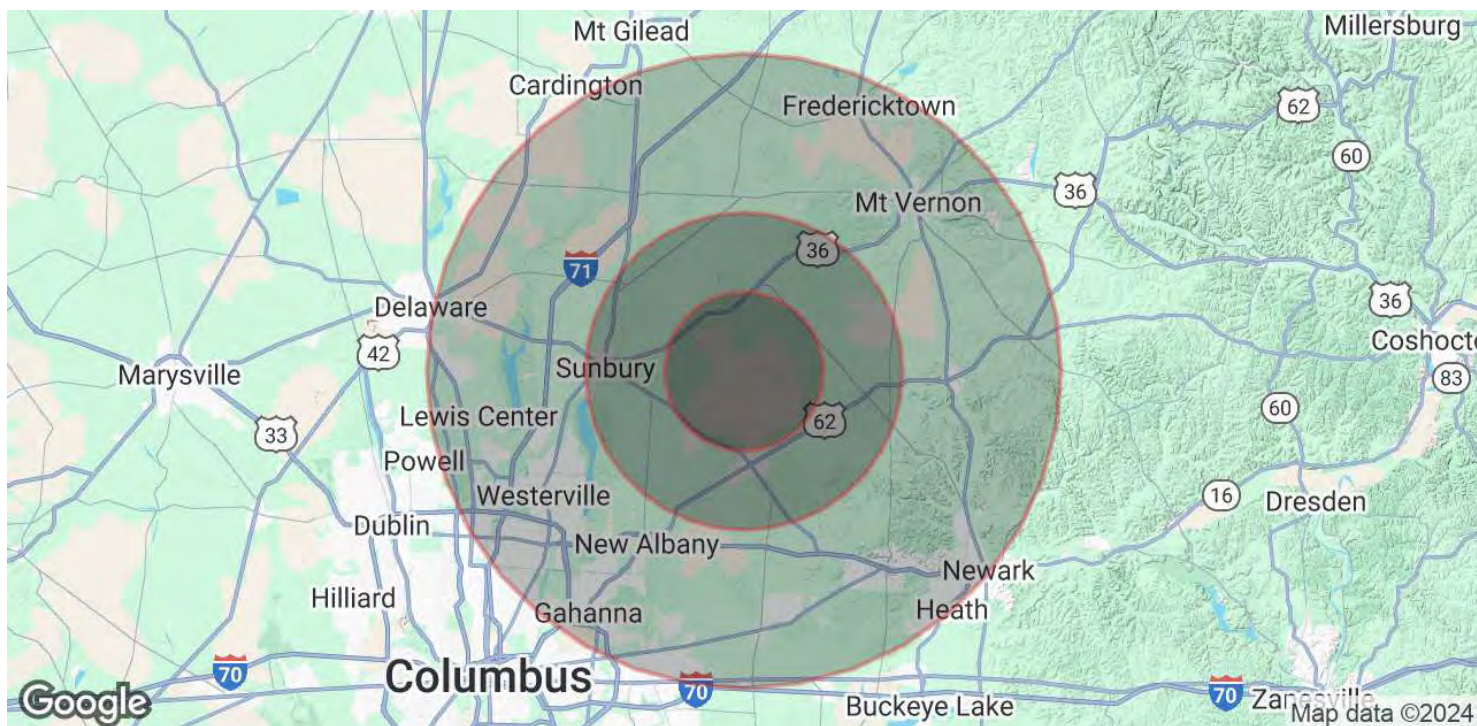 Mt Gilead
Millersburg
Cardington
Fredericktown
62
60
36
Mt Vernon
36
71
36
Delaware
Coshocto
42
Sunbury
Marysville
83
Lewis Center
60
62
33
Powell
Westerville
16
Dresden
Dublin
New Albany
Newark
Hilliard
Gahanna
Heath
Columbus
70
70
70
Zanesville
Buckeye Lake
Google
Map data ©2024